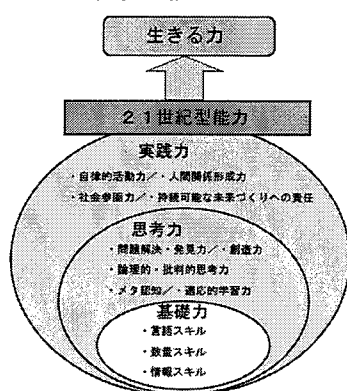 生きる力
21世紀型能力
実践力
・自律的活動力／・人間関係形成力
・社会参画力／・持続可能な未来づくりへの責任
思考力
・問題解決・発見力／・創造力
・論理的・批判的思考力
・メタ認知／・適応的学習力
基礎力
・言語スキル
・数量スキル
・情報スキル